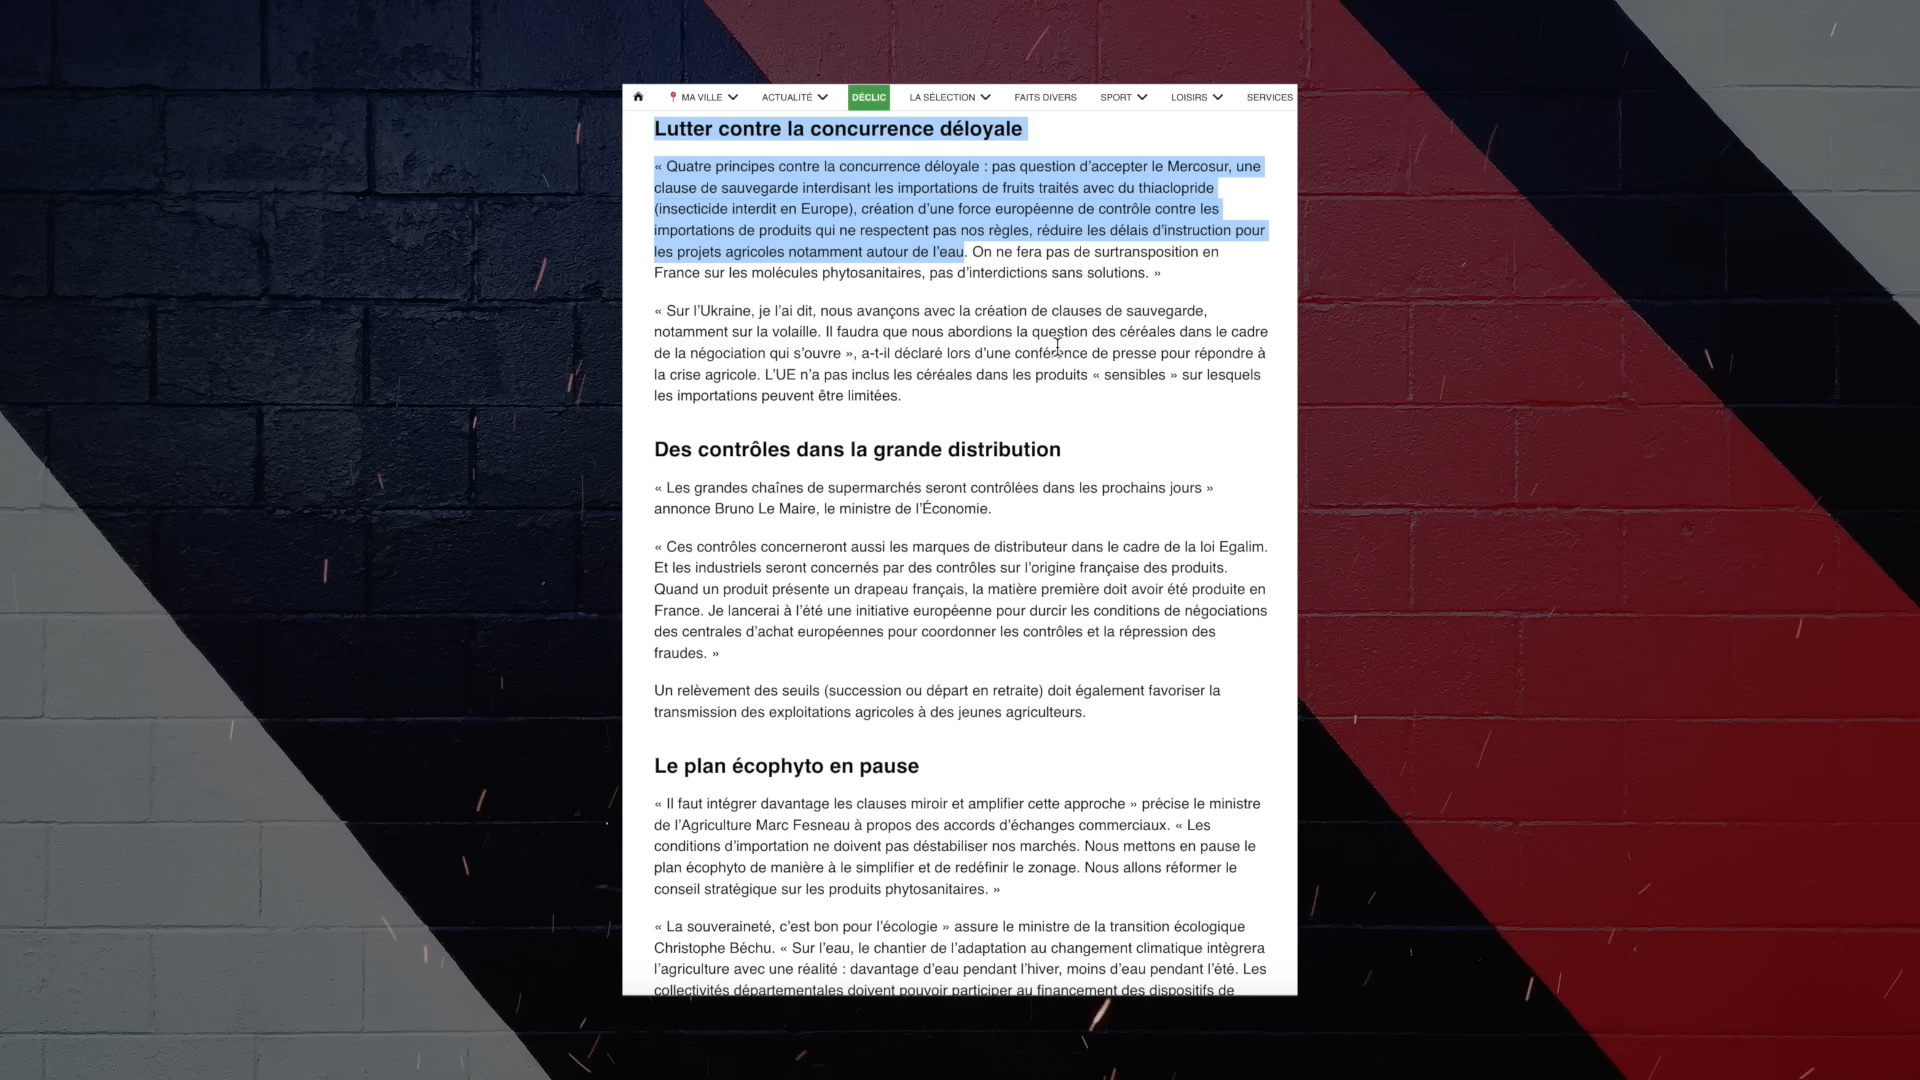 MA VILLE ACTUALITÉ DÉCLIC LA SÉLECTION FAITS DIVERS SPORT LOISIRS SERVICES
Lutter contre la concurrence déloyale
« Quatre principes contre la concurrence déloyale : pas question d’accepter le Mercosur, une
clause de sauvegarde interdisant les importations de fruits traités avec du thiaclopride
(insecticide interdit en Europe), création d’une force européenne de contrôle contre les
importations de produits qui ne respectent pas nos règles, réduire les délais d’instruction pour
les projets agricoles notamment autour de l’eau. On ne fera pas de surtransposition en
France sur les molécules phytosanitaires, pas d’interdictions sans solutions. »
« Sur l’Ukraine, je l’ai dit, nous avançons avec la création de clauses de sauvegarde,
notamment sur la volaille. Il faudra que nous abordions la question des céréales dans le cadre
de la négociation qui s’ouvre », a-t-il déclaré lors d’une conférence de presse pour répondre à
la crise agricole. L’UE n’a pas inclus les céréales dans les produits « sensibles » sur lesquels
les importations peuvent être limitées.
Des contrôles dans la grande distribution
« Les grandes chaînes de supermarchés seront contrôlées dans les prochains jours »
annonce Bruno Le Maire, le ministre de l’Économie.
« Ces contrôles concerneront aussi les marques de distributeur dans le cadre de la loi Egalim.
Et les industriels seront concernés par des contrôles sur l’origine française des produits.
Quand un produit présente un drapeau français, la matière première doit avoir été produite en
France. Je lancerai à l’été une initiative européenne pour durcir les conditions de négociations
des centrales d’achat européennes pour coordonner les contrôles et la répression des
fraudes. »
Un relèvement des seuils (succession ou départ en retraite) doit également favoriser la
transmission des exploitations agricoles à des jeunes agriculteurs.
Le plan écophyto en pause
« Il faut intégrer davantage les clauses miroir et amplifier cette approche » précise le ministre
de l’Agriculture Marc Fesneau à propos des accords d’échanges commerciaux. « Les
conditions d’importation ne doivent pas déstabiliser nos marchés. Nous mettons en pause le
plan écophyto de manière à le simplifier et de redéfinir le zonage. Nous allons réformer le
conseil stratégique sur les produits phytosanitaires. »
« La souveraineté, c’est bon pour l’écologie » assure le ministre de la transition écologique
Christophe Béchu. « Sur l’eau, le chantier de l’adaptation au changement climatique intègrera
l’agriculture avec une réalité : davantage d’eau pendant l’hiver, moins d’eau pendant l’été. Les
collectivités départementales doivent pouvoir participer au financement des dispositifs de